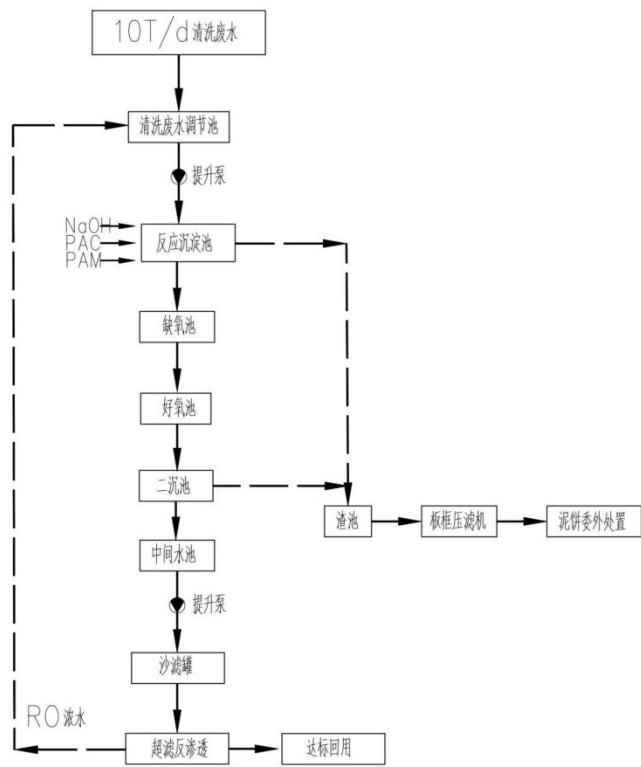 10T/d清洗废水
清洗废水调节池
提升泵
NaOH
PAC
PAM
反应沉淀池
缺氧池
好氧池
二沉池
渣池
板框压滤机
泥饼委外处置
中间水池
提升泵
沙滤罐
RO浓水
超滤反渗透
达标回用